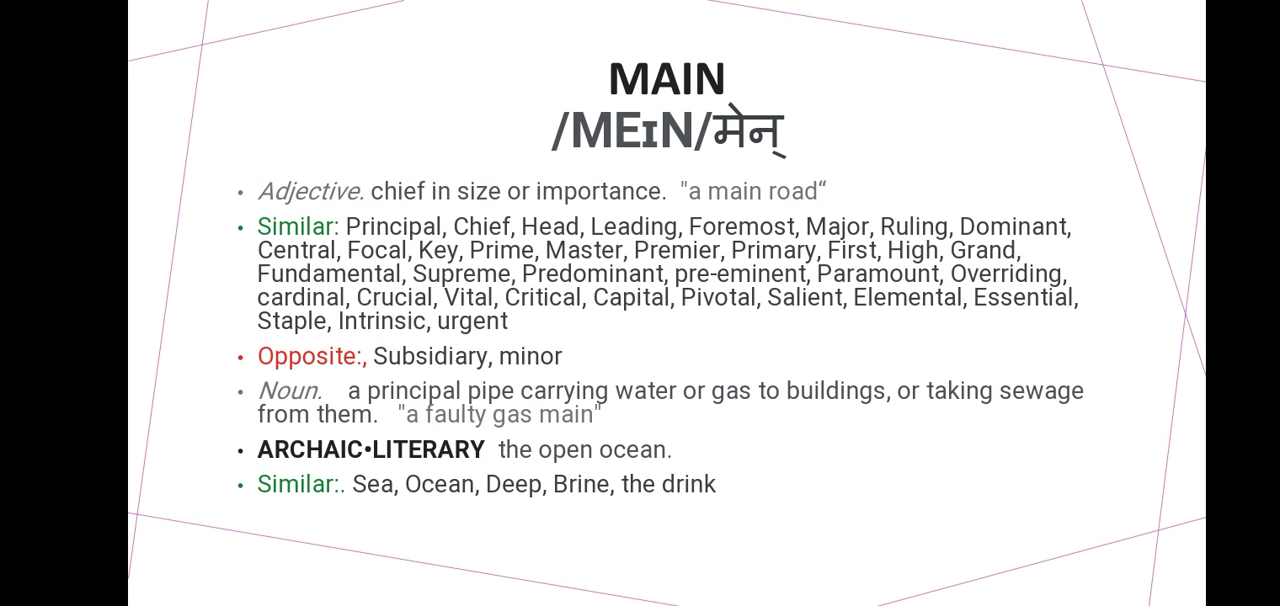 MAIN
/MEɪN/मेन्
• Adjective. chief in size or importance. "a main road“
• Similar: Principal, Chief, Head, Leading, Foremost, Major, Ruling, Dominant,
Central, Focal, Key, Prime, Master, Premier, Primary, First, High, Grand,
Fundamental, Supreme, Predominant, pre-eminent, Paramount, Overriding,
cardinal, Crucial, Vital, Critical, Capital, Pivotal, Salient, Elemental, Essential,
Staple, Intrinsic, urgent
• Opposite:, Subsidiary, minor
• Noun. a principal pipe carrying water or gas to buildings, or taking sewage
from them. "a faulty gas main"
• ARCHAIC•LITERARY the open ocean.
• Similar:. Sea, Ocean, Deep, Brine, the drink